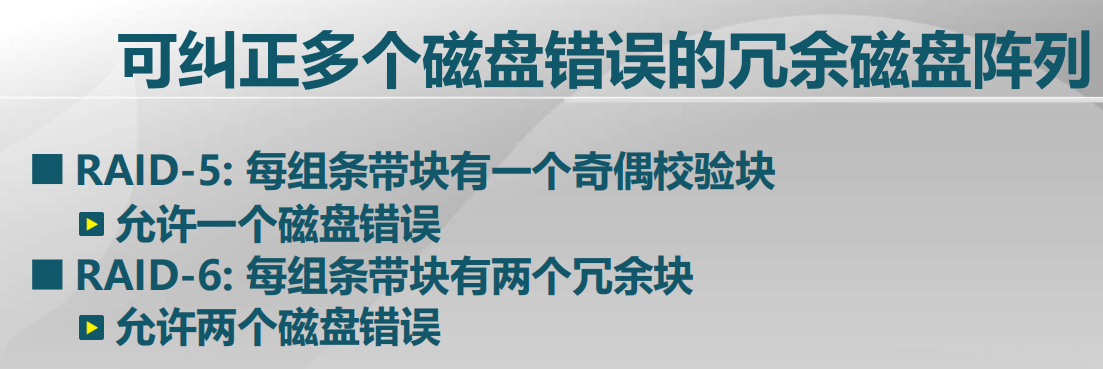 可纠正多个磁盘错误的冗余磁盘阵列
RAID-5: 每组条带块有一个奇偶校验块
允许一个磁盘错误
RAID-6: 每组条带块有两个冗余块
允许两个磁盘错误